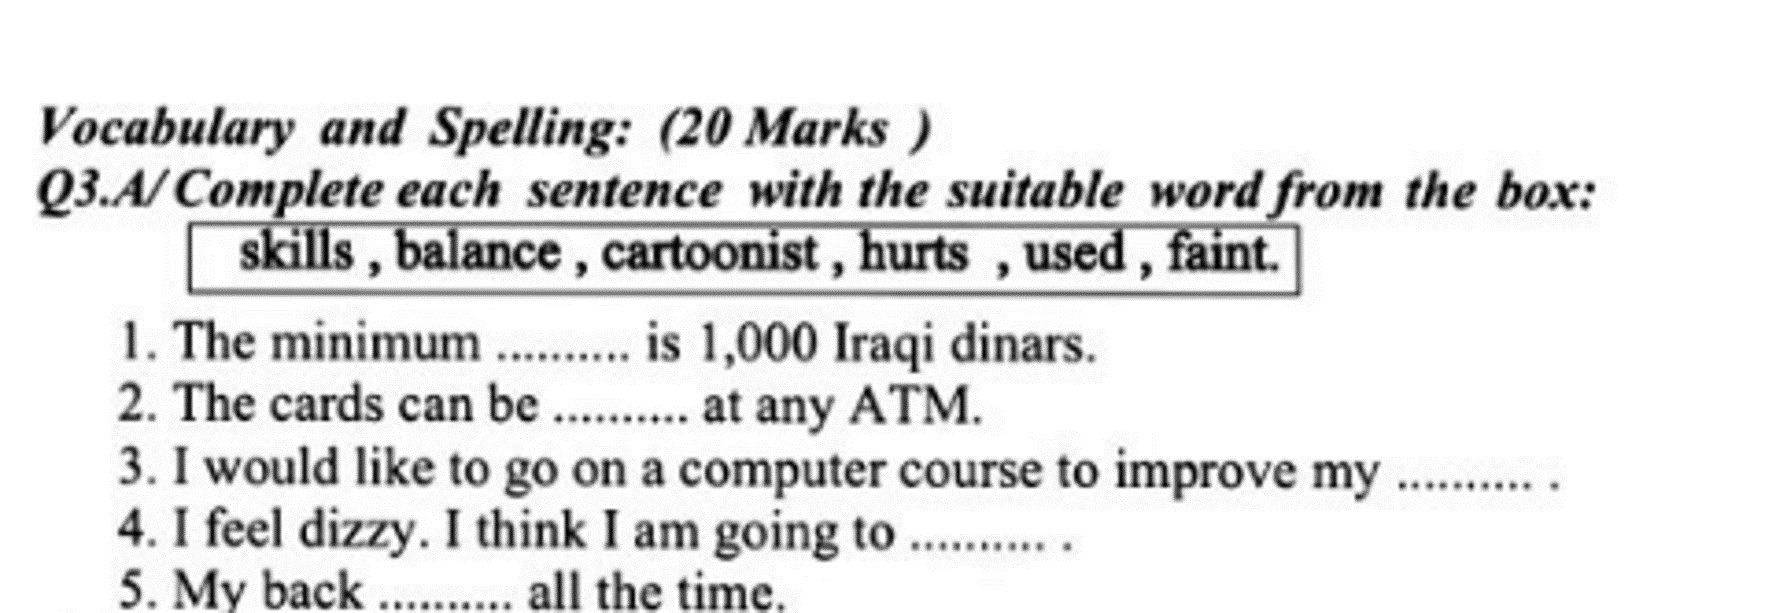 Vocabulary and Spelling: (20 Marks )
Q3.A/ Complete each sentence with the suitable word from the box:
skills , balance , cartoonist , hurts , used , faint.
1. The minimum .......... is 1,000 Iraqi dinars.
2. The cards can be .......... at any ATM.
3. I would like to go on a computer course to improve my .......... .
4. I feel dizzy. I think I am going to .......... .
5. My back .......... all the time.